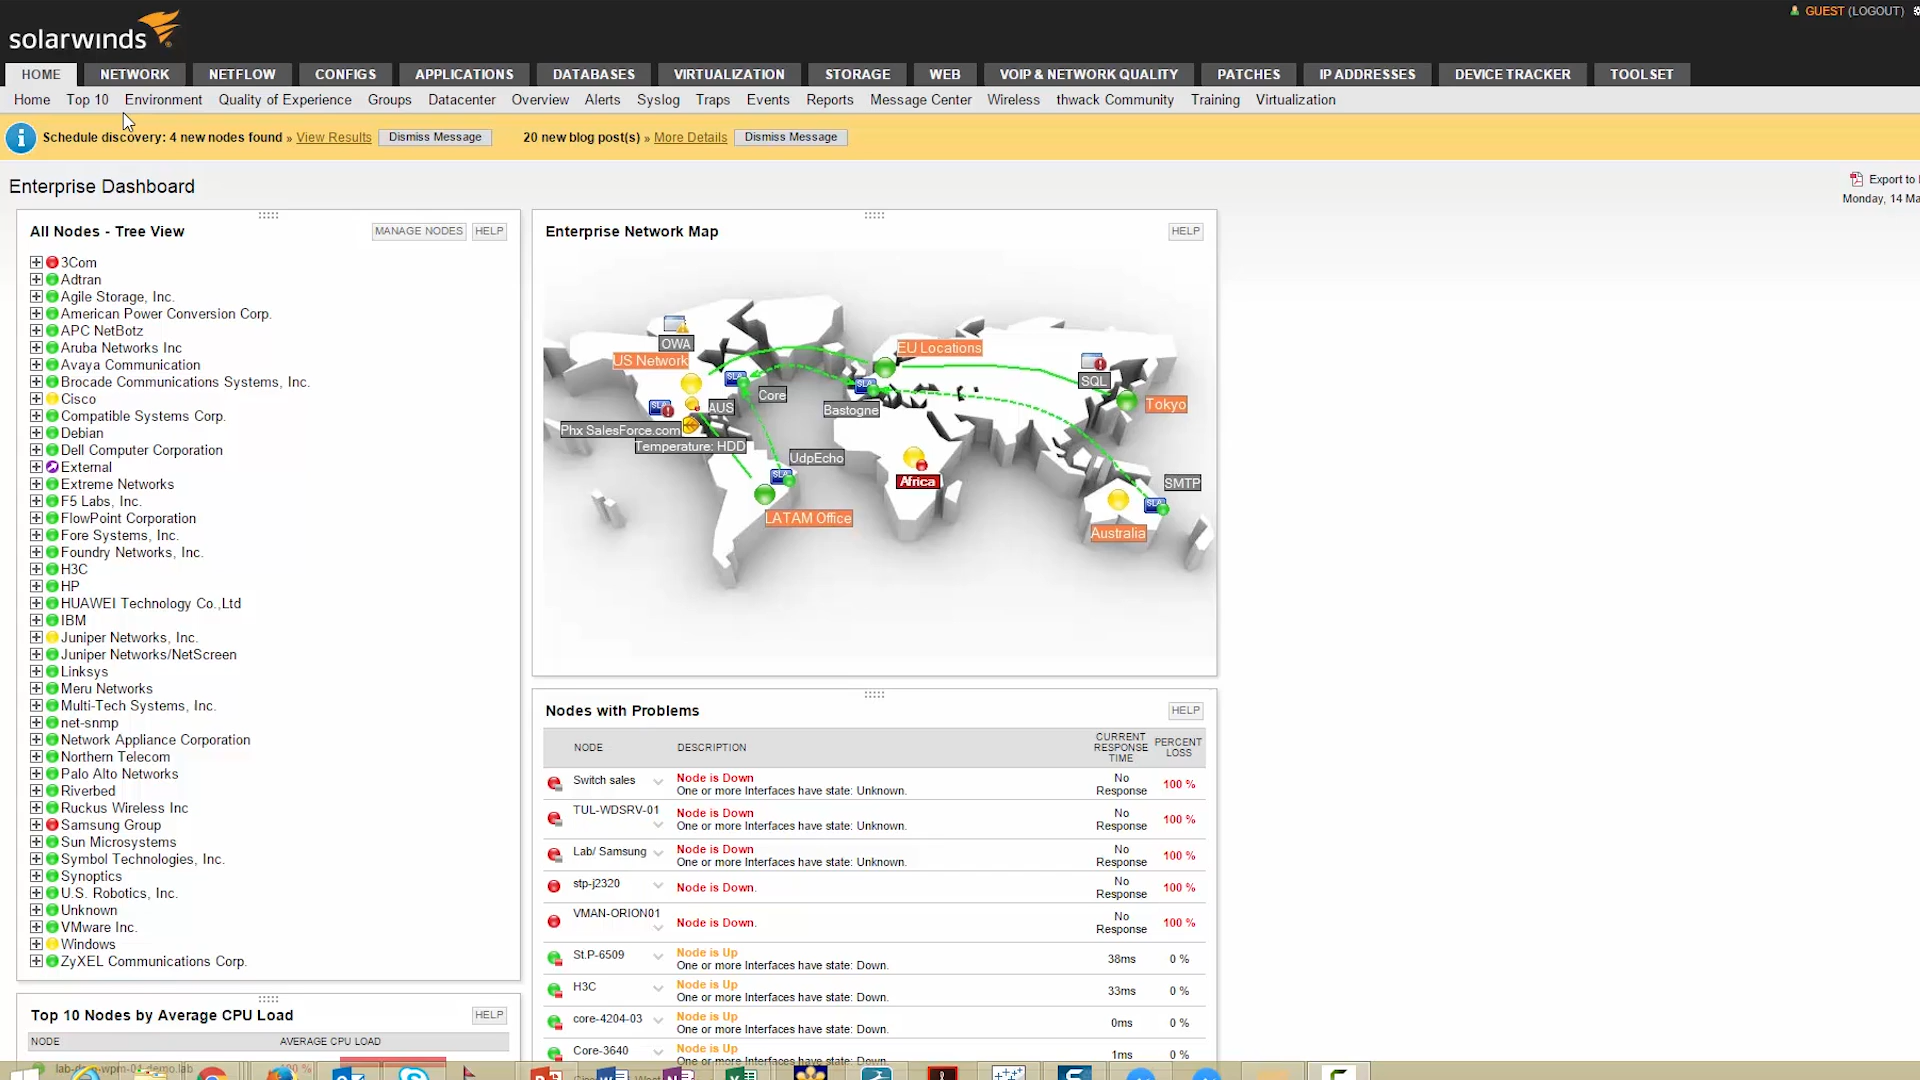 solarwinds
GUEST (LOGOUT)
HOME NETWORK NETFLOW CONFIGS APPLICATIONS DATABASES VIRTUALIZATION STORAGE WEB VOIP & NETWORK QUALITY PATCHES IP ADDRESSES DEVICE TRACKER TOOLSET
Home Top 10 Environment Quality of Experience Groups Datacenter Overview Alerts Syslog Traps Events Reports Message Center Wireless thwack Community Training Virtualization
Schedule discovery: 4 new nodes found » View Results Dismiss Message 20 new blog post(s) » More Details Dismiss Message
Enterprise Dashboard
Export to
Monday, 14 Ma
All Nodes - Tree View
MANAGE NODES HELP
3Com
Adtran
Agile Storage, Inc.
American Power Conversion Corp.
APC NetBotz
Aruba Networks Inc
Avaya Communication
Brocade Communications Systems, Inc.
Cisco
Compatible Systems Corp.
Debian
Dell Computer Corporation
External
Extreme Networks
F5 Labs, Inc.
FlowPoint Corporation
Fore Systems, Inc.
Foundry Networks, Inc.
H3C
HP
HUAWEI Technology Co.,Ltd
IBM
Juniper Networks, Inc.
Juniper Networks/NetScreen
Linksys
Meru Networks
Multi-Tech Systems, Inc.
net-snmp
Network Appliance Corporation
Northern Telecom
Palo Alto Networks
Riverbed
Ruckus Wireless Inc
Samsung Group
Sun Microsystems
Symbol Technologies, Inc.
Synoptics
U.S. Robotics, Inc.
Unknown
VMware Inc.
Windows
ZyXEL Communications Corp.
Top 10 Nodes by Average CPU Load
HELP
NODE AVERAGE CPU LOAD
Enterprise Network Map
HELP
OWA
US Network
EU Locations
SLA
Core
SLA
Bastogne
SQL
Tokyo
SLA
AUS
Phx SalesForce.com
Temperature: HDD
UdpEcho
SLA
Africa
SMTP
SLA
LATAM Office
Australia
Nodes with Problems
HELP
NODE DESCRIPTION CURRENT RESPONSE TIME PERCENT LOSS
Switch sales Node is Down No Response 100 %
One or more Interfaces have state: Unknown.
TUL-WDSRV-01 Node is Down No Response 100 %
One or more Interfaces have state: Unknown.
Lab/ Samsung Node is Down No Response 100 %
One or more Interfaces have state: Unknown.
stp-j2320 Node is Down. No Response 100 %
VMAN-ORION01 Node is Down. No Response 100 %
St.P-6509 Node is Up 38ms 0 %
One or more Interfaces have state: Down.
H3C Node is Up 33ms 0 %
One or more Interfaces have state: Down.
core-4204-03 Node is Up 0ms 0 %
One or more Interfaces have state: Down.
Core-3640 Node is Up 1ms 0 %
One or more Interfaces have state: Down.